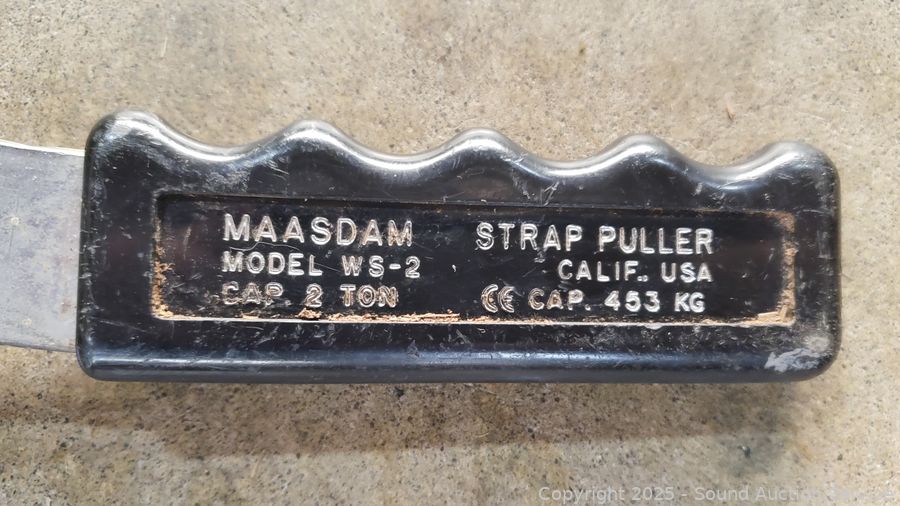 MAASDAM STRAP PULLER
MODEL WS-2 CALIF. USA
CAP. 2 TON CE CAP. 453 KG
Copyright 2025 - Sound Auction Service